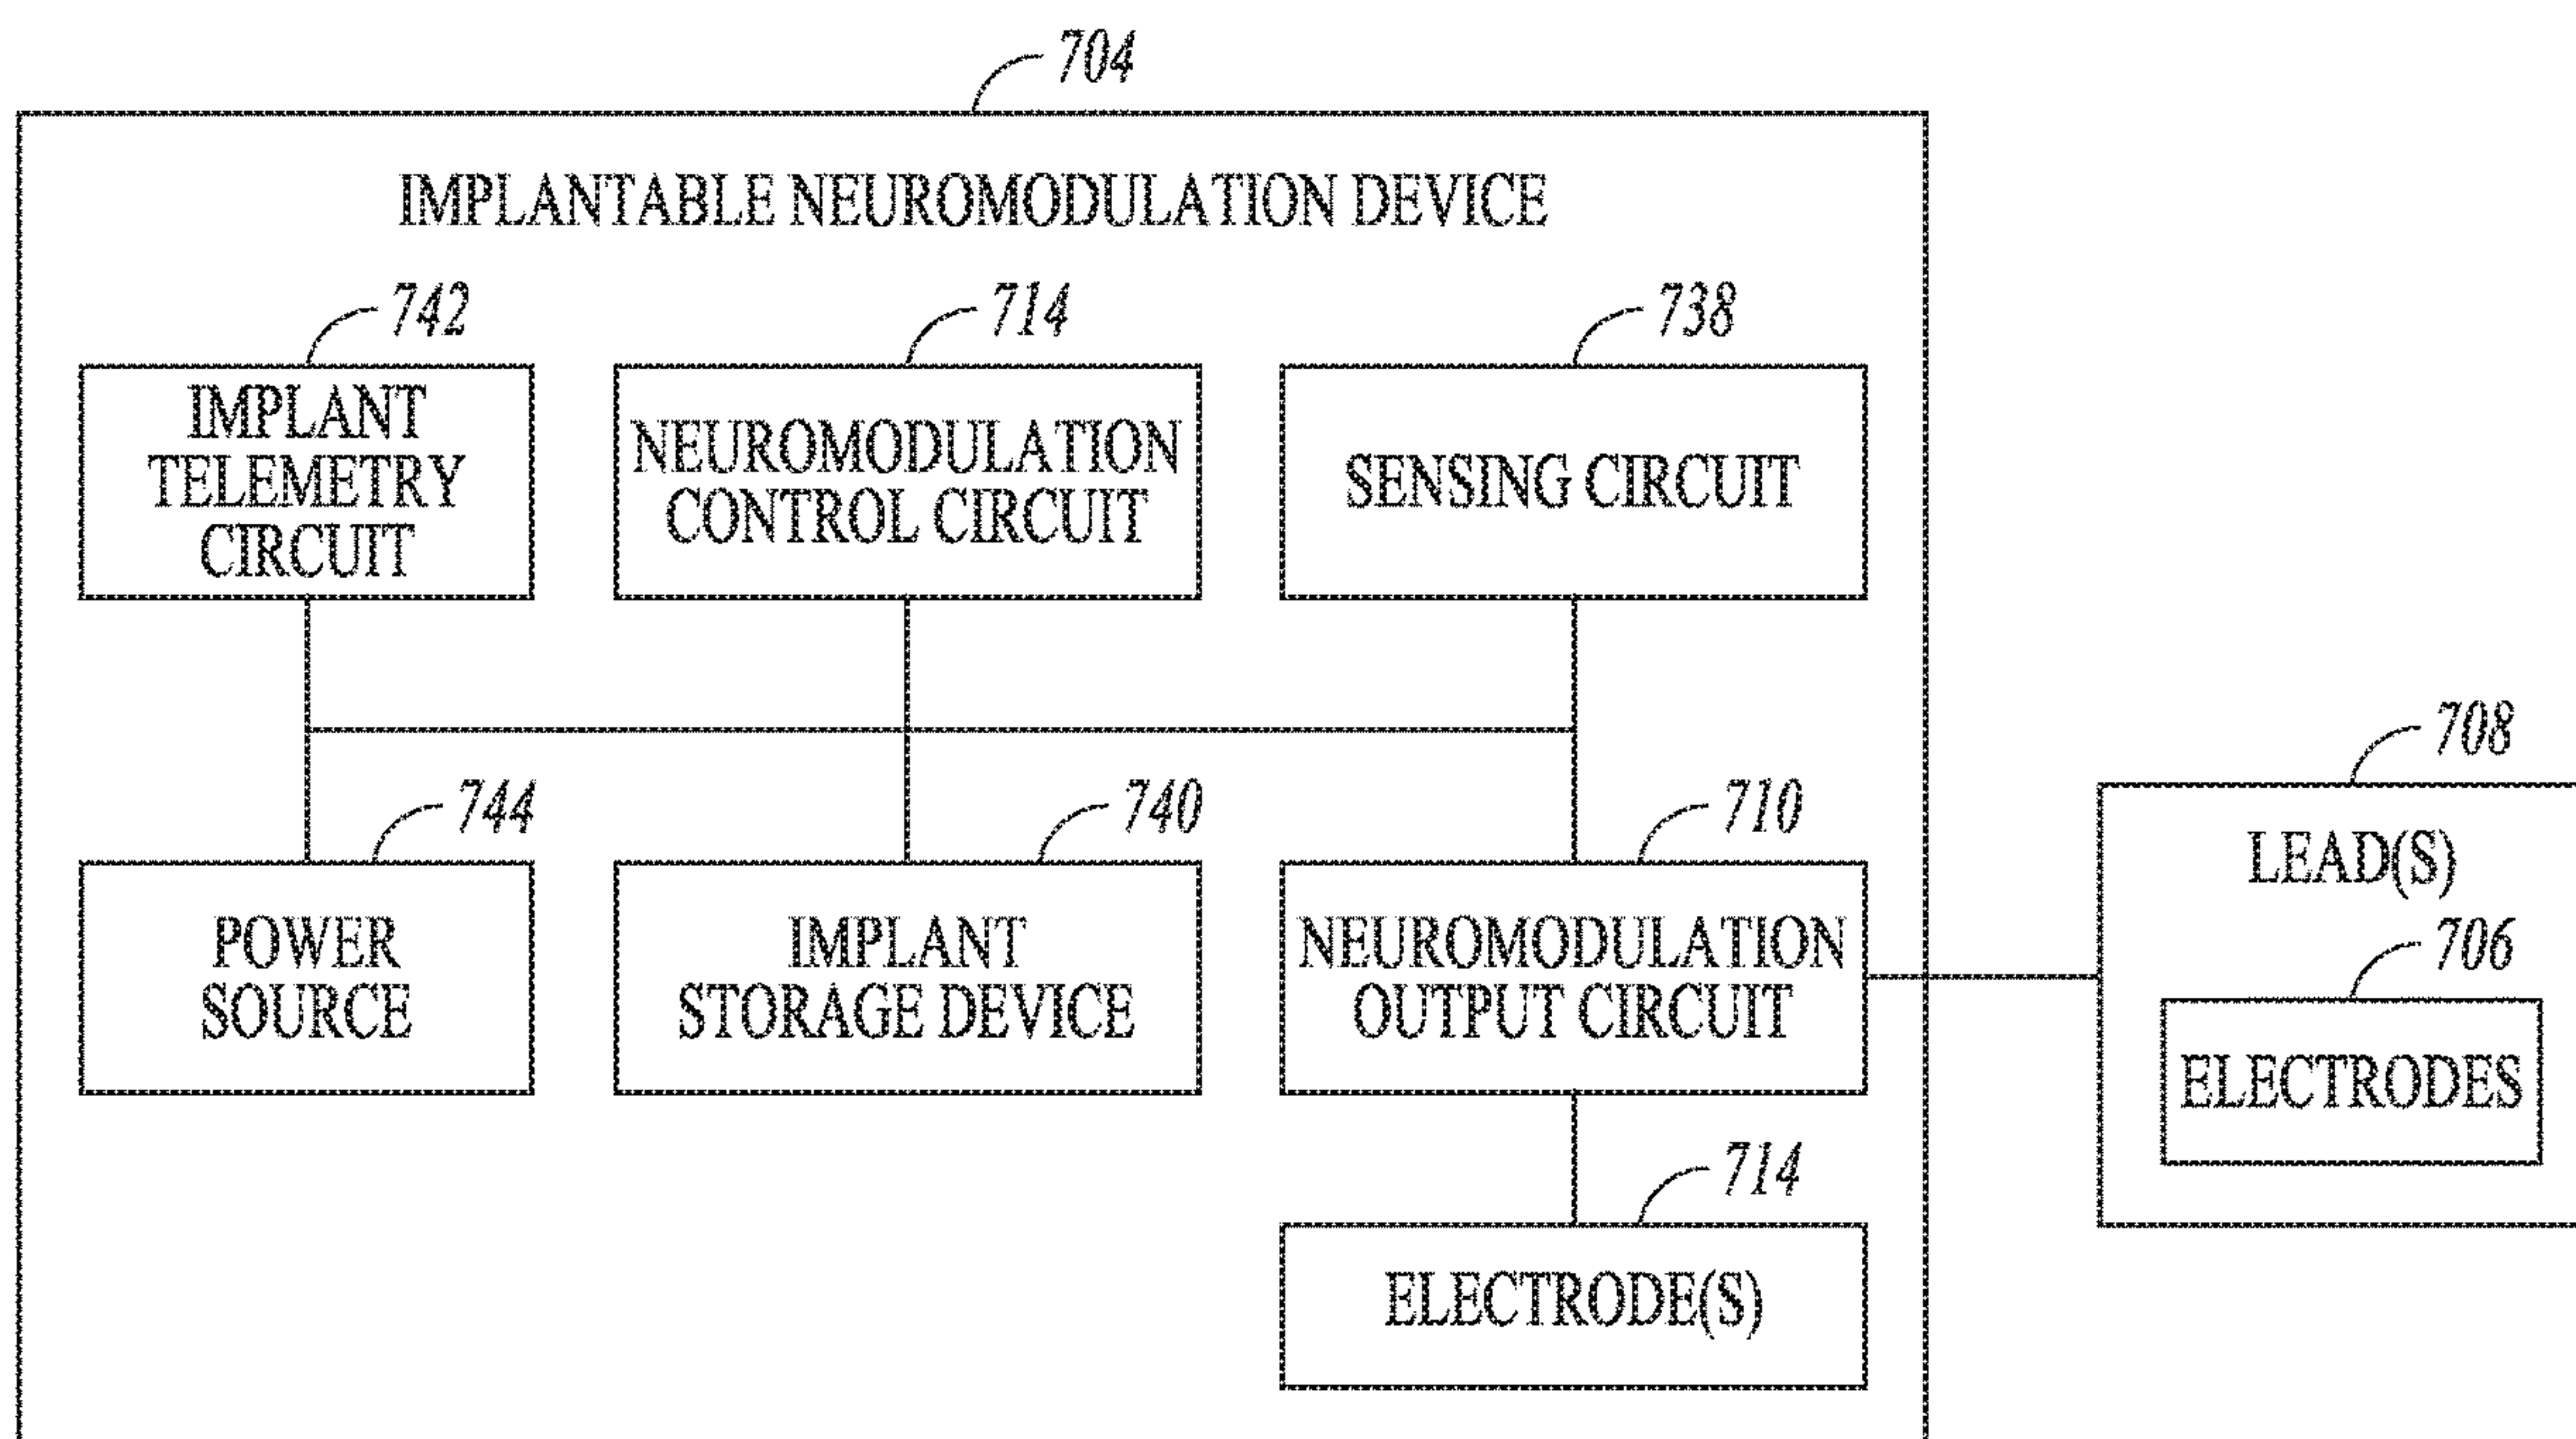 704
IMPLANTABLE NEUROMODULATION DEVICE
742
714
738
IMPLANT
TELEMETRY
CIRCUIT
NEUROMODULATION
CONTROL CIRCUIT
SENSING CIRCUIT
744
740
710
708
POWER
SOURCE
IMPLANT
STORAGE DEVICE
NEUROMODULATION
OUTPUT CIRCUIT
LEAD(S)
706
ELECTRODES
714
ELECTRODE(S)